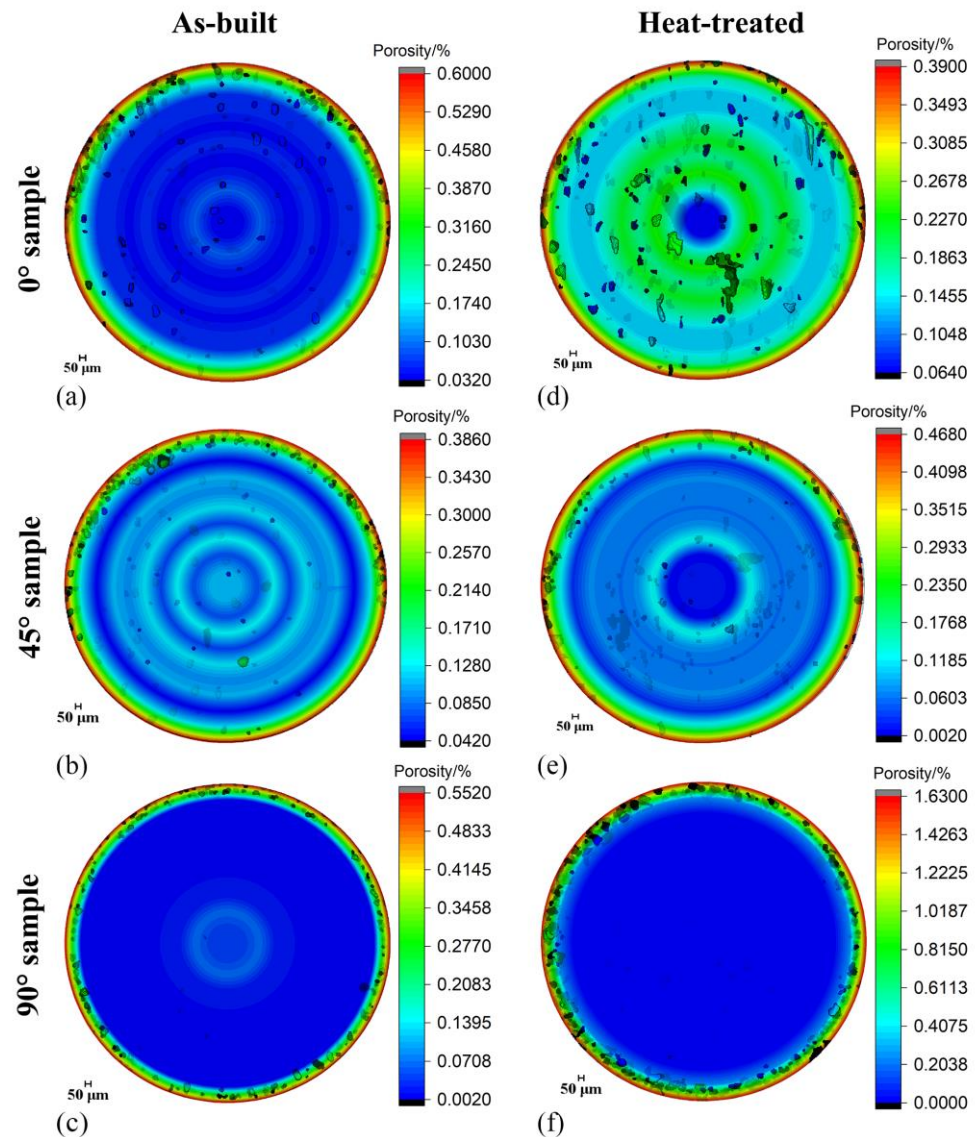 As-built
Heat-treated
0° sample
45° sample
90° sample
Porosity/%
0.6000
0.5290
0.4580
0.3870
0.3160
0.2450
0.1740
0.1030
0.0320
50 μm
(a)
Porosity/%
0.3900
0.3493
0.3085
0.2678
0.2270
0.1863
0.1455
0.1048
0.0640
50 μm
(d)
Porosity/%
0.3860
0.3430
0.3000
0.2570
0.2140
0.1710
0.1280
0.0850
0.0420
50 μm
(b)
Porosity/%
0.4680
0.4098
0.3515
0.2933
0.2350
0.1768
0.1185
0.0603
0.0020
50 μm
(e)
Porosity/%
0.5520
0.4833
0.4145
0.3458
0.2770
0.2083
0.1395
0.0708
0.0020
50 μm
(c)
Porosity/%
1.6300
1.4263
1.2225
1.0187
0.8150
0.6113
0.4075
0.2038
0.0000
50 μm
(f)